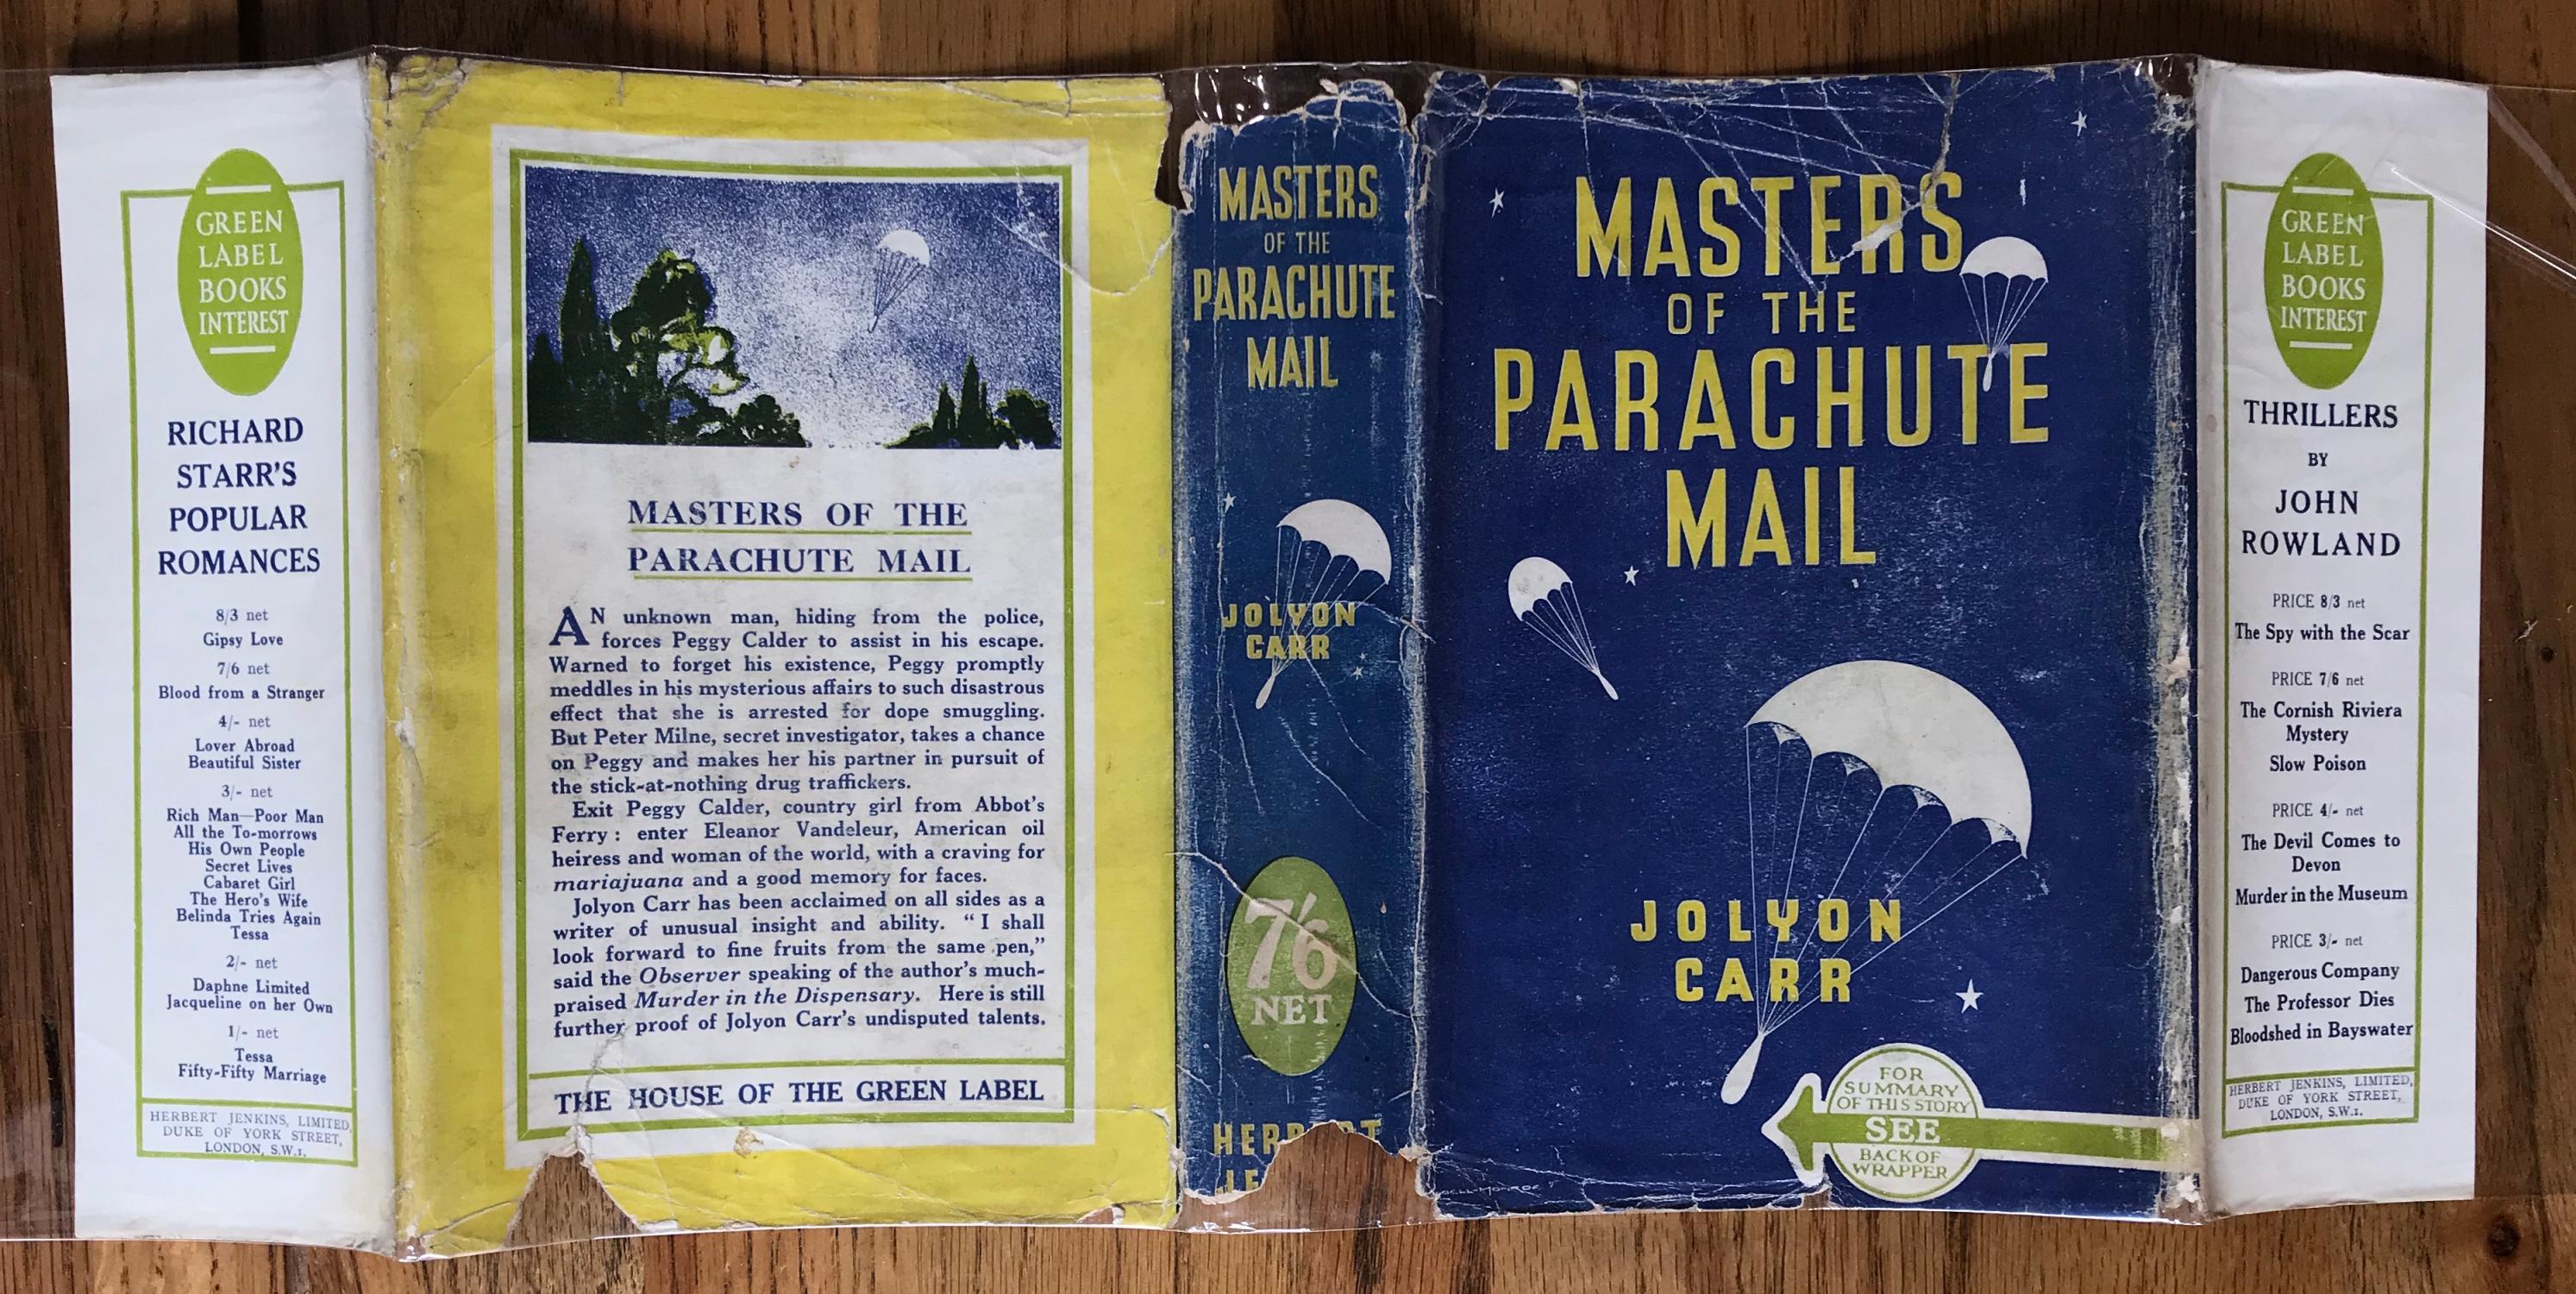 GREEN
LABEL
BOOKS
INTEREST
RICHARD
STARR'S
POPULAR
ROMANCES
8/3 net
Gipsy Love
7/6 net
Blood from a Stranger
4/- net
Lover Abroad
Beautiful Sister
3/- net
Rich Man—Poor Man
All the To-morrows
His Own People
Secret Lives
Cabaret Girl
The Hero's Wife
Belinda Tries Again
Tessa
2/- net
Daphne Limited
Jacqueline on her Own
1/- net
Tessa
Fifty-Fifty Marriage
HERBERT JENKINS, LIMITED,
DUKE OF YORK STREET,
LONDON, S.W.1.
MASTERS OF THE
PARACHUTE MAIL
AN unknown man, hiding from the police,
forces Peggy Calder to assist in his escape.
Warned to forget his existence, Peggy promptly
meddles in his mysterious affairs to such disastrous
effect that she is arrested for dope smuggling.
But Peter Milne, secret investigator, takes a chance
on Peggy and makes her his partner in pursuit of
the stick-at-nothing drug traffickers.
Exit Peggy Calder, country girl from Abbot's
Ferry : enter Eleanor Vandeleur, American oil
heiress and woman of the world, with a craving for
mariajuana and a good memory for faces.
Jolyon Carr has been acclaimed on all sides as a
writer of unusual insight and ability. “ I shall
look forward to fine fruits from the same pen,”
said the Observer speaking of the author's much-
praised Murder in the Dispensary. Here is still
further proof of Jolyon Carr's undisputed talents.
THE HOUSE OF THE GREEN LABEL
MASTERS
OF THE
PARACHUTE
MAIL
JOLYON
CARR
7/6
NET
MASTERS
OF THE
PARACHUTE
MAIL
JOLYON
CARR
FOR
SUMMARY
OF THIS STORY
SEE
BACK OF
WRAPPER
GREEN
LABEL
BOOKS
INTEREST
THRILLERS
BY
JOHN
ROWLAND
PRICE 8/3 net
The Spy with the Scar
PRICE 7/6 net
The Cornish Riviera
Mystery
Slow Poison
PRICE 4/- net
The Devil Comes to
Devon
Murder in the Museum
PRICE 3/- net
Dangerous Company
The Professor Dies
Bloodshed in Bayswater
HERBERT JENKINS, LIMITED,
DUKE OF YORK STREET,
LONDON, S.W.1.